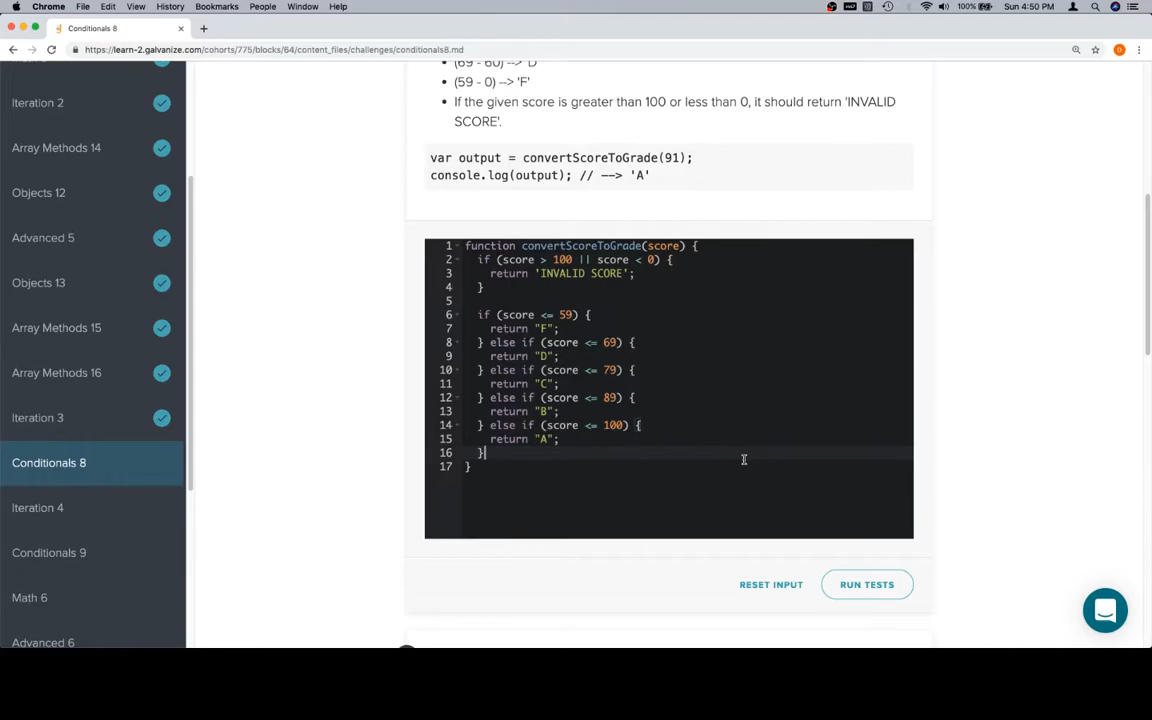 Chrome File Edit View History Bookmarks People Window Help
100% Sun 4:50 PM
Conditionals 8 × +
https://learn-2.galvanize.com/cohorts/775/blocks/64/content_files/challenges/conditionals8.md
Iteration 2
Array Methods 14
Objects 12
Advanced 5
Objects 13
Array Methods 15
Array Methods 16
Iteration 3
Conditionals 8
Iteration 4
Conditionals 9
Math 6
Advanced 6
(69 - 60) --> 'D'
(59 - 0) --> 'F'
If the given score is greater than 100 or less than 0, it should return 'INVALID
SCORE'.
var output = convertScoreToGrade(91);
console.log(output); // --> 'A'
1 function convertScoreToGrade(score) {
2 if (score > 100 || score < 0) {
3 return 'INVALID SCORE';
4 }
5
6 if (score <= 59) {
7 return "F";
8 } else if (score <= 69) {
9 return "D";
10 } else if (score <= 79) {
11 return "C";
12 } else if (score <= 89) {
13 return "B";
14 } else if (score <= 100) {
15 return "A";
16 }
17 }
RESET INPUT RUN TESTS